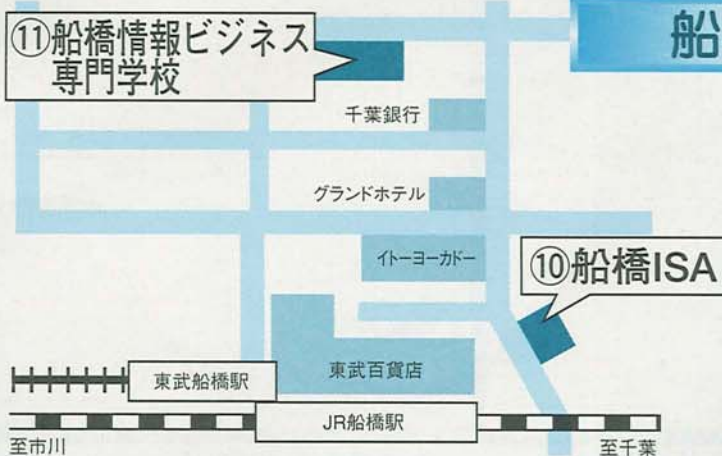 ⑪船橋情報ビジネス
専門学校
船
千葉銀行
グランドホテル
イトーヨーカドー
⑩船橋ISA
東武百貨店
東武船橋駅
JR船橋駅
至市川
至千葉